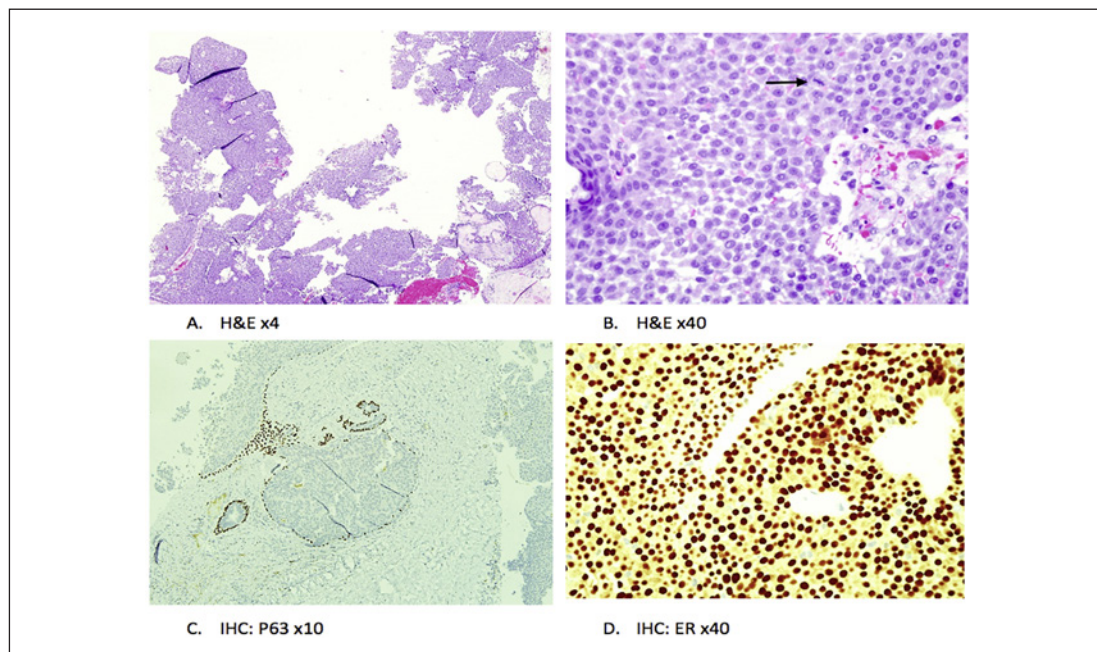 A. H&E x4
B. H&E x40
C. IHC: P63 x10
D. IHC: ER x40